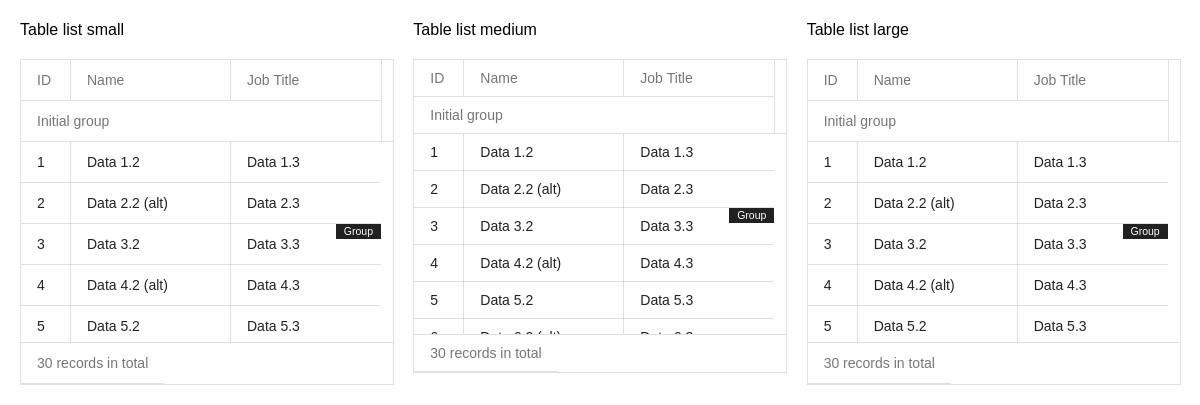 Table list small
ID Name Job Title
Initial group
1 Data 1.2 Data 1.3
2 Data 2.2 (alt) Data 2.3
Group
3 Data 3.2 Data 3.3
4 Data 4.2 (alt) Data 4.3
5 Data 5.2 Data 5.3
30 records in total
Table list medium
ID Name Job Title
Initial group
1 Data 1.2 Data 1.3
2 Data 2.2 (alt) Data 2.3
Group
3 Data 3.2 Data 3.3
4 Data 4.2 (alt) Data 4.3
5 Data 5.2 Data 5.3
30 records in total
Table list large
ID Name Job Title
Initial group
1 Data 1.2 Data 1.3
2 Data 2.2 (alt) Data 2.3
Group
3 Data 3.2 Data 3.3
4 Data 4.2 (alt) Data 4.3
5 Data 5.2 Data 5.3
30 records in total